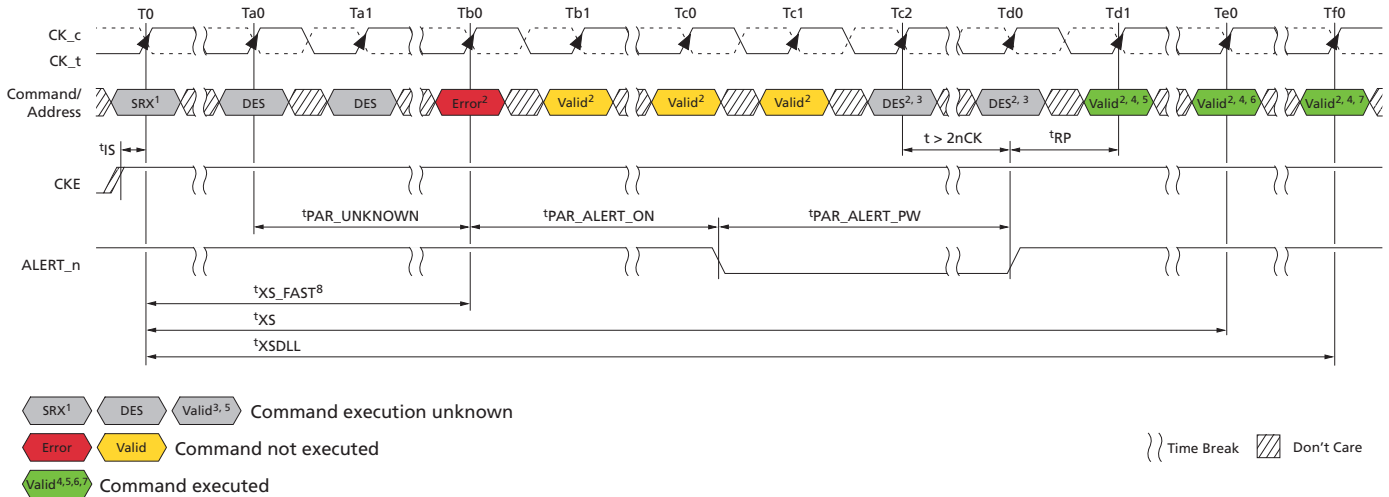 T0 Ta0 Ta1 Tb0 Tb1 Tc0 Tc1 Tc2 Td0 Td1 Te0 Tf0
CK_c
CK_t
Command/
Address
SRX1 DES DES Error2 Valid2 Valid2 Valid2 DES2, 3 DES2, 3 Valid2, 4, 5 Valid2, 4, 6 Valid2, 4, 7
tIS t > 2nCK tRP
CKE
tPAR_UNKNOWN tPAR_ALERT_ON tPAR_ALERT_PW
ALERT_n
tXS_FAST8
tXS
tXSDLL
SRX1 DES Valid3, 5 Command execution unknown
Error Valid Command not executed
Time Break Don't Care
Valid4,5,6,7 Command executed